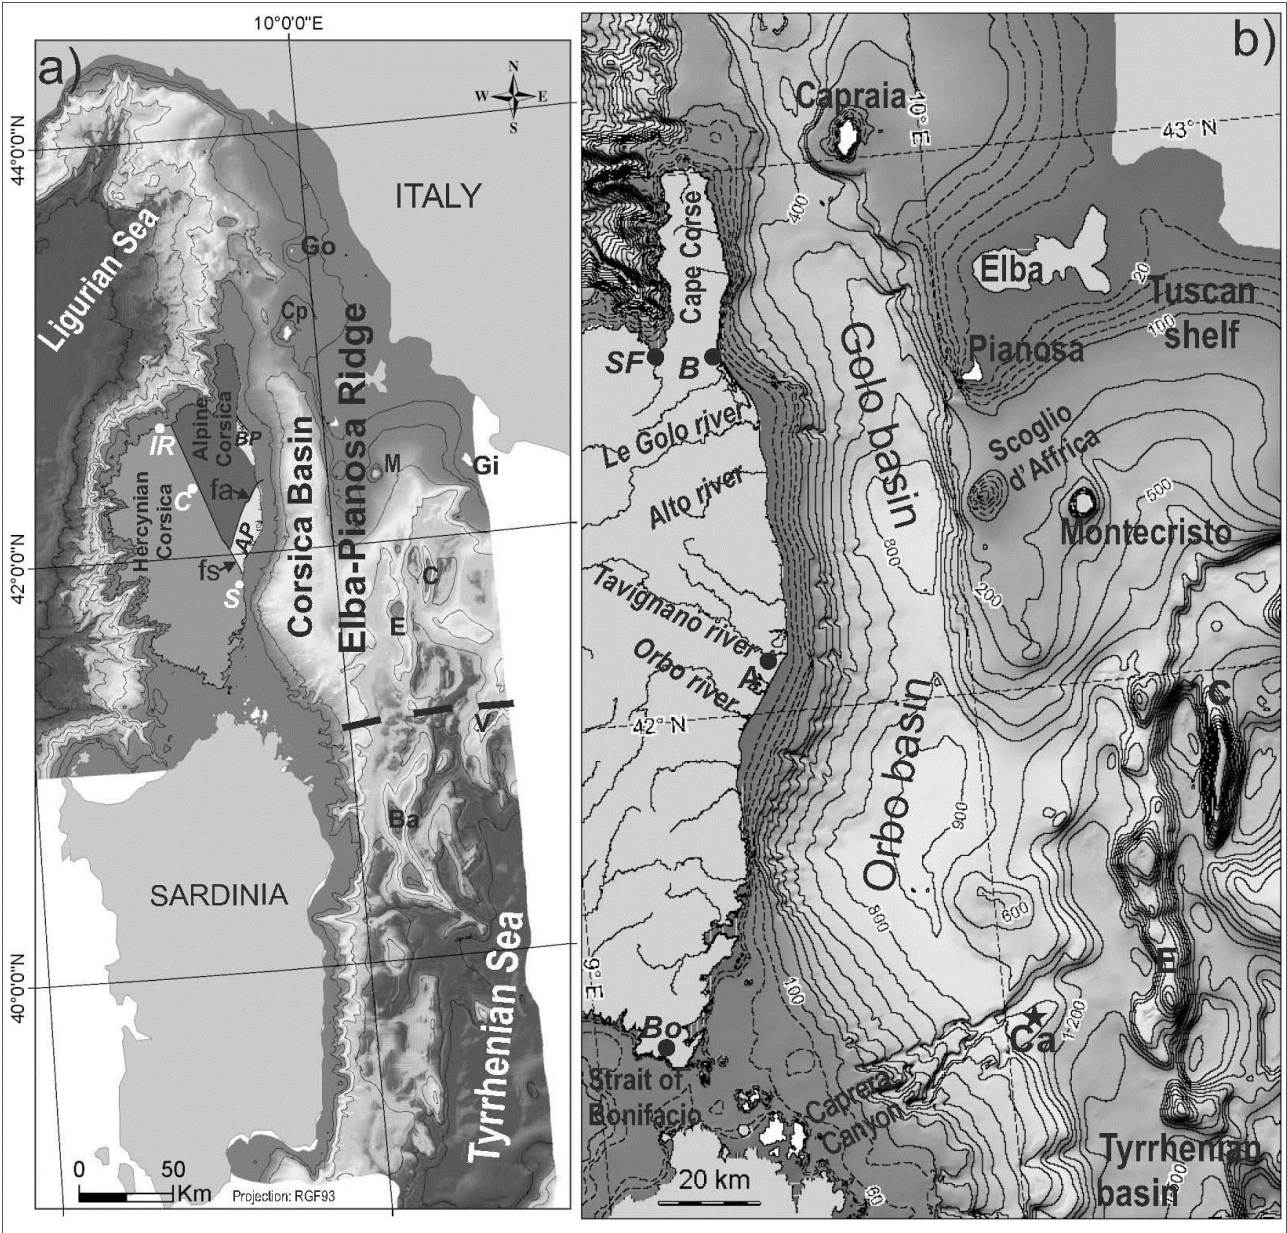 a)
10°0'0"E
N
W E
S
44°0'0"N
ITALY
Ligurian Sea
Go
Cp
Alpine
Corsica
BP
IR
C
Hercynian
Corsica
fa
AP
fs
S
Corsica Basin
Elba-Pianosa Ridge
M
Gi
42°0'0"N
C
E
V
Ba
SARDINIA
Tyrrhenian Sea
40°0'0"N
0 50
Km
Projection: RGF93
b)
Capraia
10° E
43° N
Cape Corse
400
Elba
20
Tuscan
shelf
100
SF
B
Pianosa
Golo basin
Le Golo river
Alto river
Scoglio
d'Affrica
500
Montecristo
800
200
Tavignano river
A
Orbo river
42° N
Orbo basin
C
900
800
600
E
9° E
100
Bo
Ca
1200
Strait of
Bonifacio
Caprera
Canyon
60
20 km
Tyrrhenian
basin